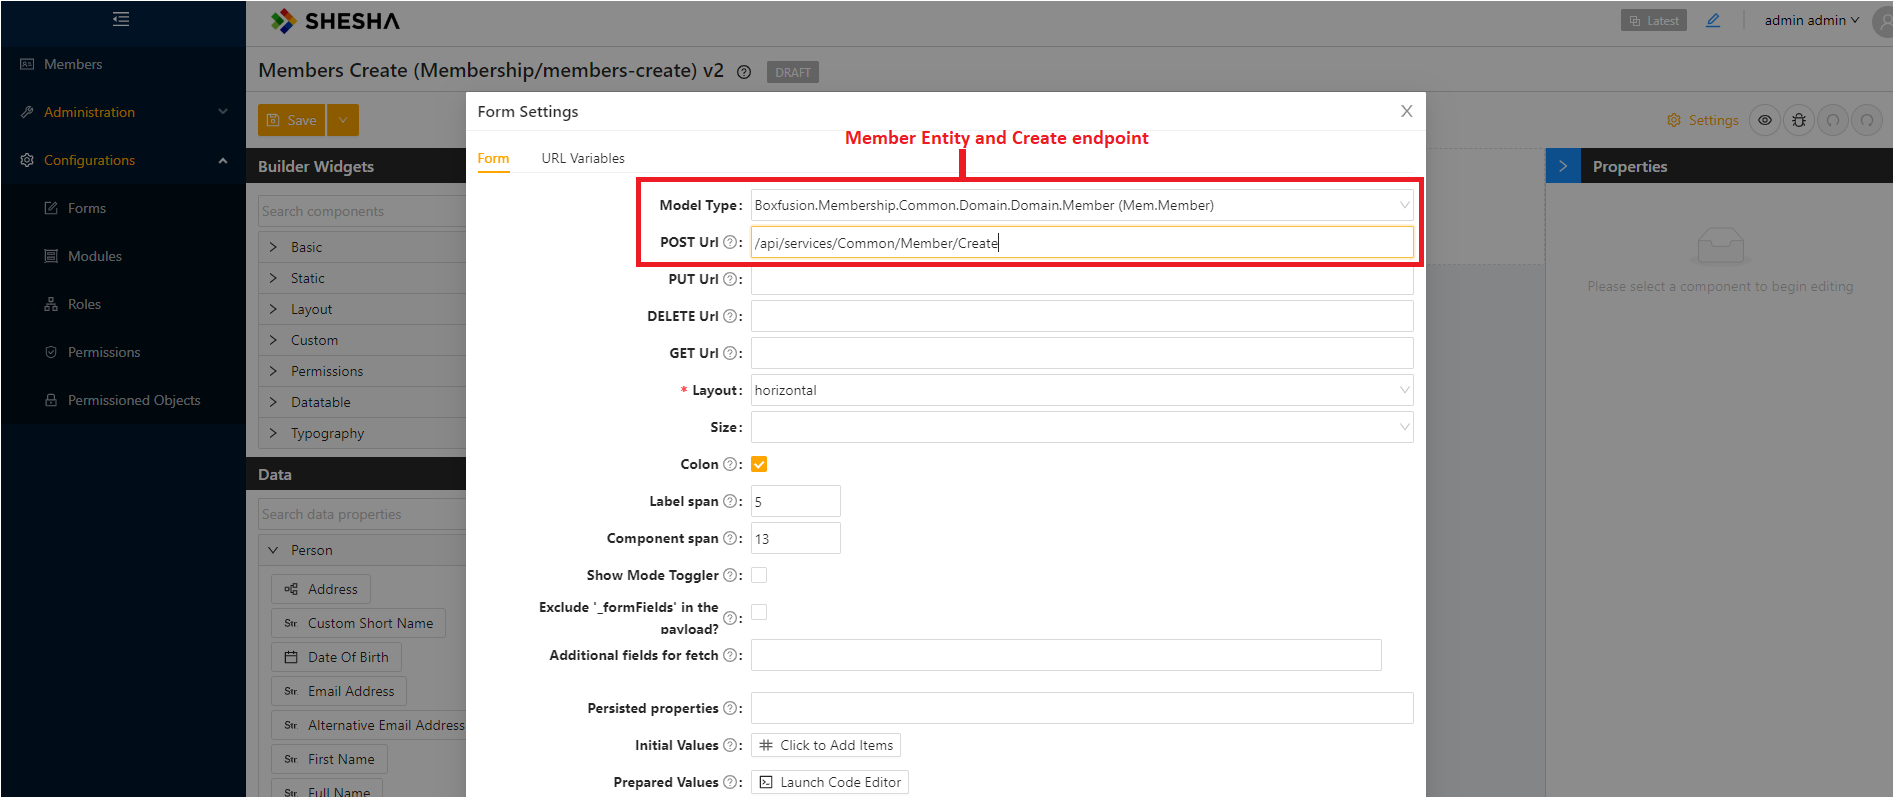 SHESHA
Latest
admin admin
Members
Administration
Configurations
Forms
Modules
Roles
Permissions
Permissioned Objects
Members Create (Membership/members-create) v2
DRAFT
Save
Settings
Builder Widgets
Search components
Basic
Static
Layout
Custom
Permissions
Datatable
Typography
Data
Search data properties
Person
Address
Str. Custom Short Name
Date Of Birth
Str. Email Address
Str. Alternative Email Address
Str. First Name
Str. Full Name
Form Settings
Member Entity and Create endpoint
Form URL Variables
Model Type: Boxfusion.Membership.Common.Domain.Domain.Member (Mem.Member)
POST Url ? : /api/services/Common/Member/Create
PUT Url ? :
DELETE Url ? :
GET Url ? :
* Layout: horizontal
Size:
Colon ? :
Label span ? : 5
Component span ? : 13
Show Mode Toggler ? :
Exclude '_formFields' in the
payload? ? :
Additional fields for fetch ? :
Persisted properties ? :
Initial Values ? : Click to Add Items
Prepared Values ? : Launch Code Editor
Properties
Please select a component to begin editing